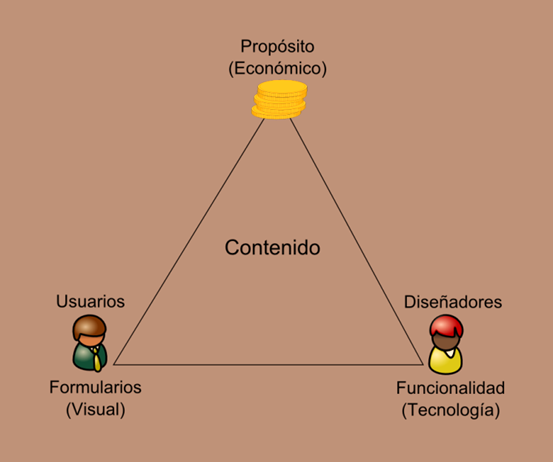 Propósito
(Económico)
Contenido
Usuarios
Diseñadores
Formularios
(Visual)
Funcionalidad
(Tecnología)